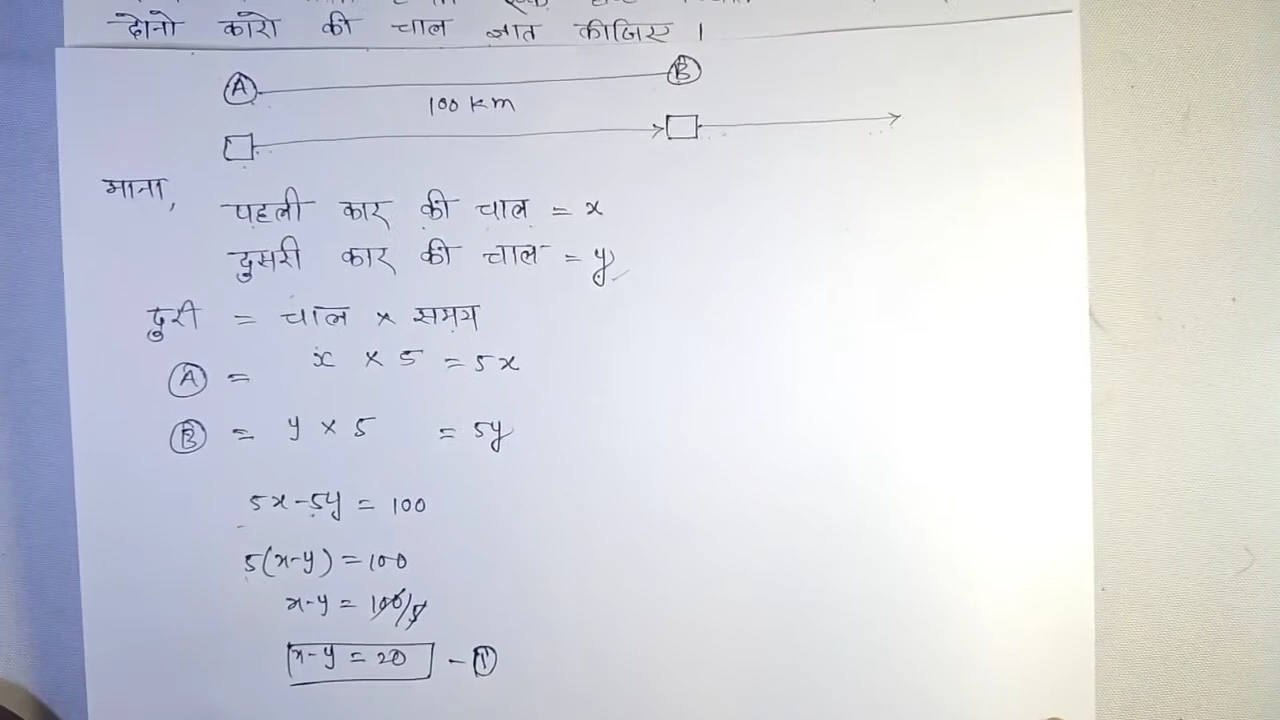 दोनो कारो की चाल ज्ञात कीजिए ।
A B
100 km
माना,
पहली कार की चाल = x
दुसरी कार की चाल = y
दुरी = चाल × समय
A = x × 5 = 5x
B = y × 5 = 5y
5x-5y = 100
5(x-y) = 100
x-y = 100/5
x-y = 20 - 1